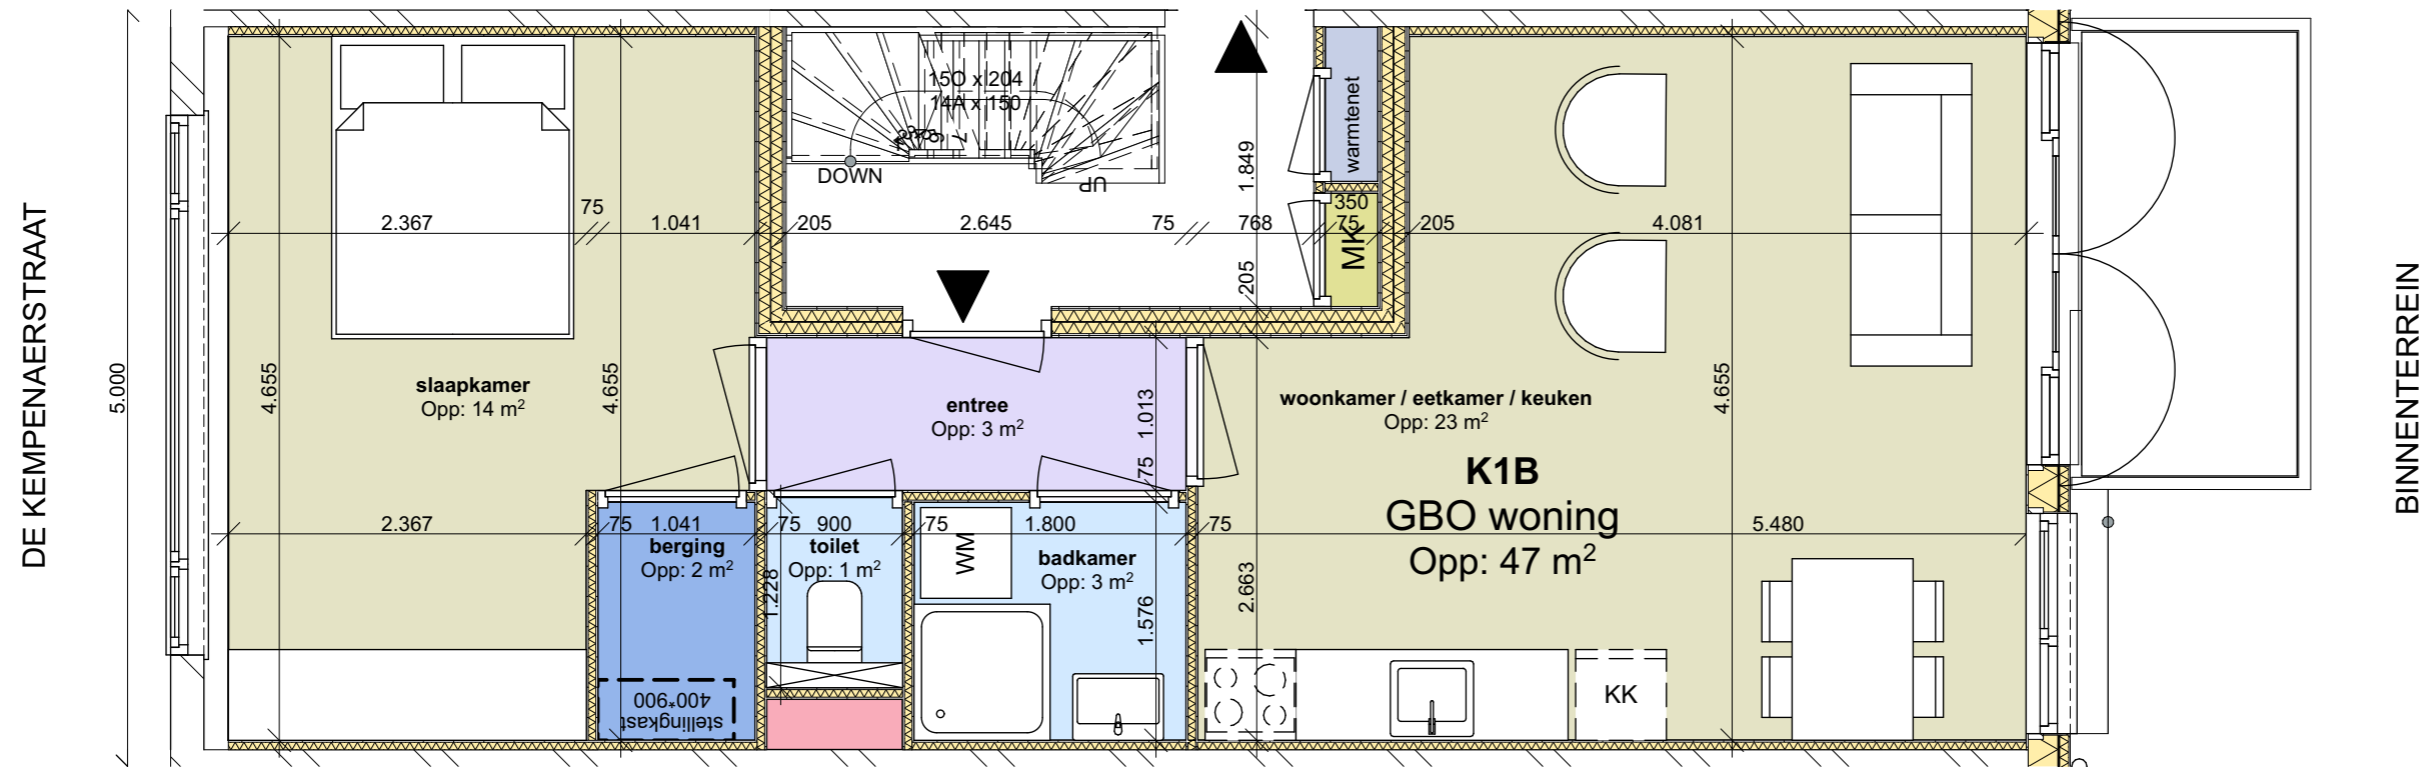 DE KEMPENAERSTRAAT
5.000
4.655
4.655
2.367
75
1.041
205
2.645
75
768
75
205
4.081
15O x 204
14A x 150
DOWN
UP
1.849
205
warmtenet
350
MK
slaapkamer
Opp: 14 m²
entree
Opp: 3 m²
1.013
75
woonkamer / eetkamer / keuken
Opp: 23 m²
4.655
K1B
GBO woning
Opp: 47 m²
2.367
75
1.041
75
900
75
1.800
75
5.480
berging
Opp: 2 m²
toilet
Opp: 1 m²
1.228
WM
badkamer
Opp: 3 m²
1.576
2.663
stellingkast
400*900
KK
BINNENTERREIN